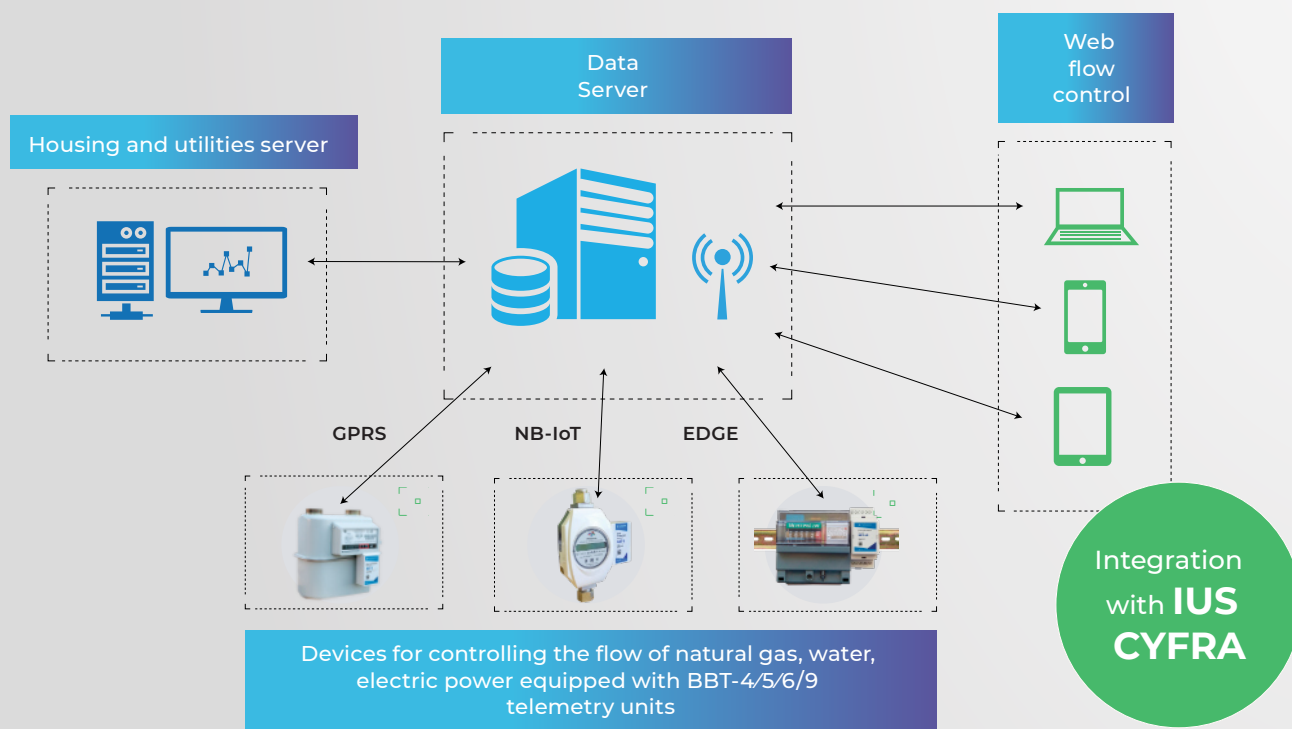 Data
Server
Web
flow
control
Housing and utilities server
GPRS
NB-IoT
EDGE
Integration
with IUS
CYFRA
Devices for controlling the flow of natural gas, water,
electric power equipped with BBT-4/5/6/9
telemetry units